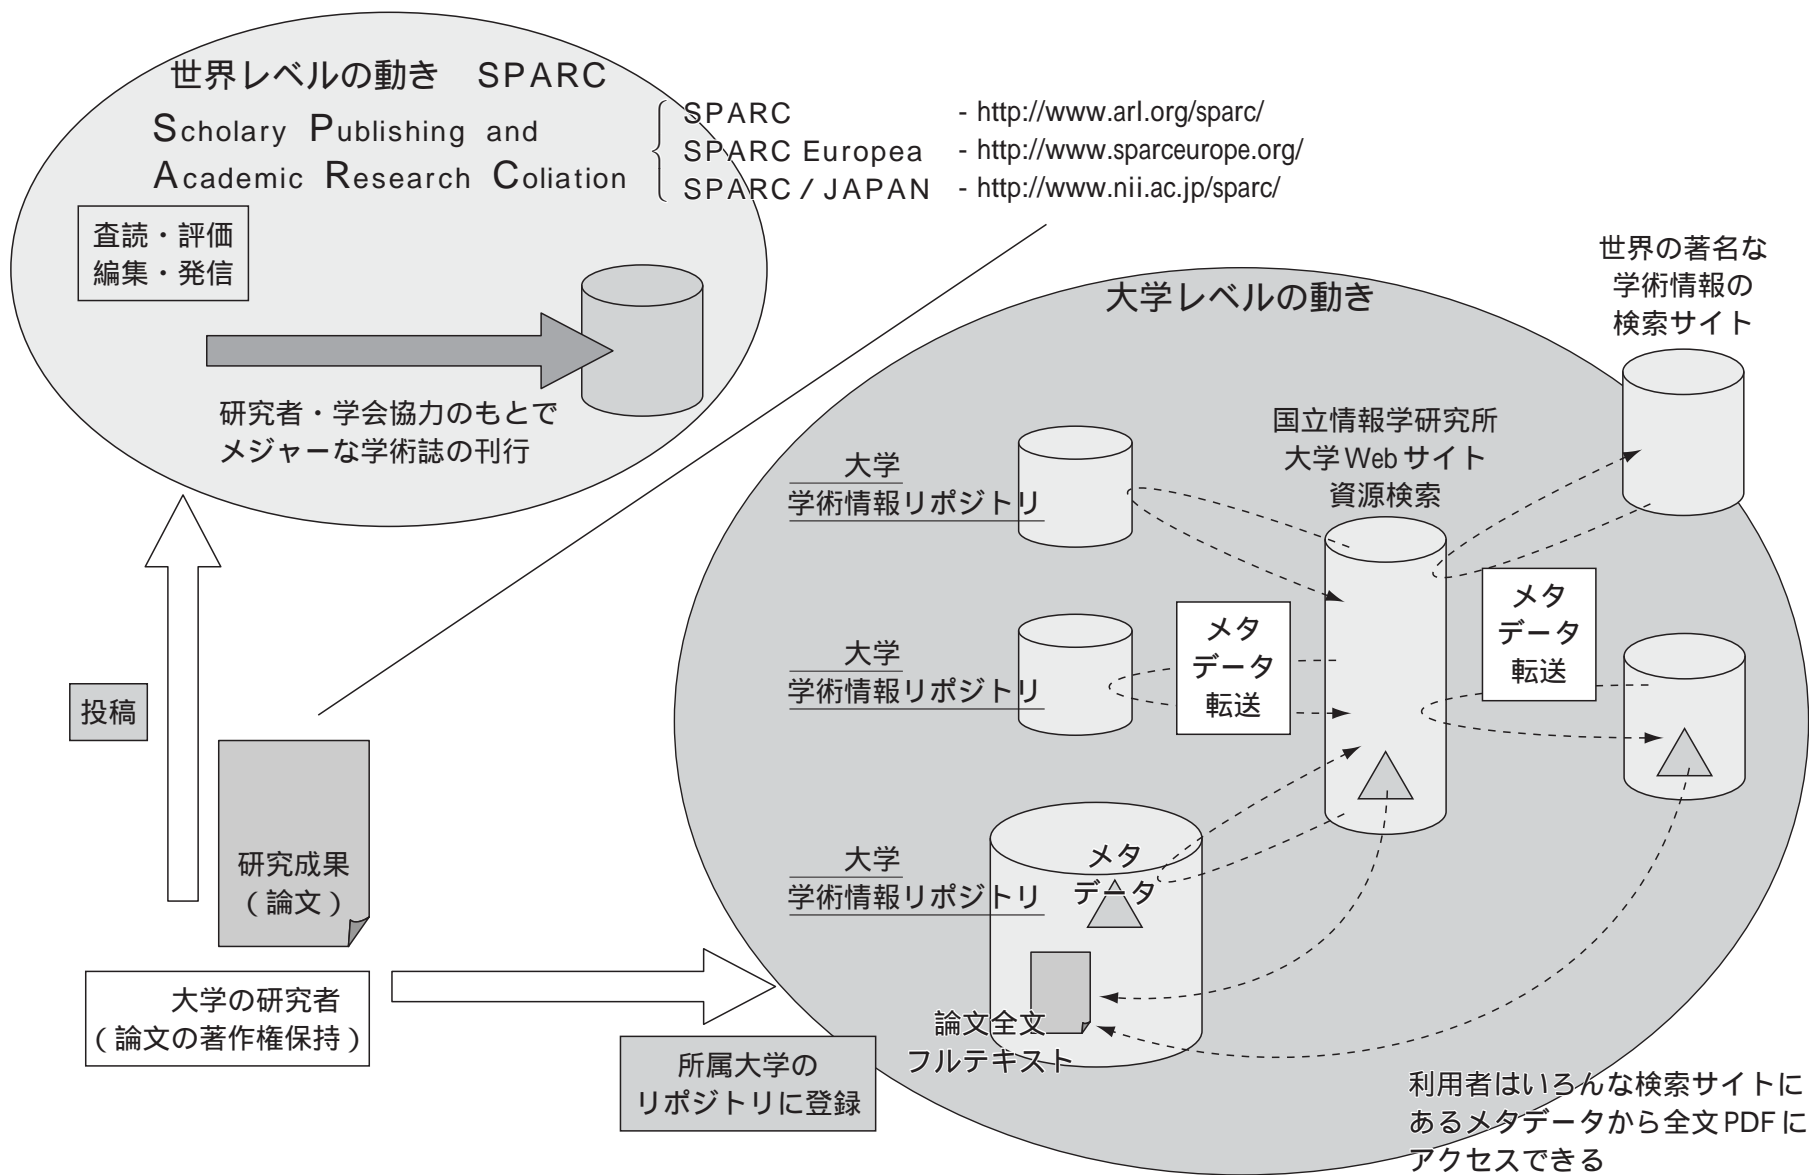 世界レベルの動き　SPARC
Scholary Publishing and
Academic Research Coliation
SPARC - http://www.arl.org/sparc/
SPARC Europea - http://www.sparceurope.org/
SPARC / JAPAN - http://www.nii.ac.jp/sparc/
査読・評価
編集・発信
研究者・学会協力のもとで
メジャーな学術誌の刊行
投稿
研究成果
(論文)
大学の研究者
(論文の著作権保持)
所属大学の
リポジトリに登録
大学レベルの動き
世界の著名な
学術情報の
検索サイト
国立情報学研究所
大学Webサイト
資源検索
大学
学術情報リポジトリ
大学
学術情報リポジトリ
メタ
データ
転送
メタ
データ
転送
大学
学術情報リポジトリ
メタ
データ
論文全文
フルテキスト
利用者はいろんな検索サイトに
あるメタデータから全文PDFに
アクセスできる